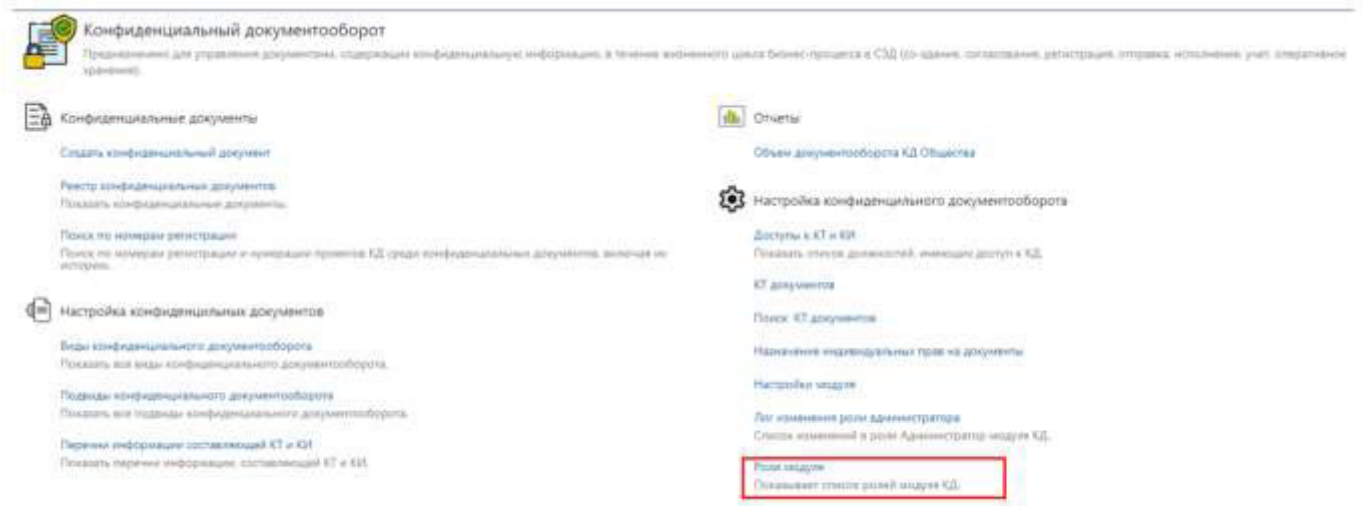 Конфиденциальный документооборот
Предназначено для управления документами, содержащими конфиденциальную информацию, в течение жизненного цикла бизнес-процесса в СЭД (со-здание, согласование, регистрация, отправка, исполнение, учет, оперативное
хранение).
Конфиденциальные документы
Создать конфиденциальный документ
Реестр конфиденциальных документов
Показать конфиденциальные документы.
Поиск по номерам регистрации
Поиск по номерам регистрации и нумерации проектов КД среди конфиденциальных документов, включая их
историю.
Настройка конфиденцильных документов
Виды конфиденциального документооборота
Показать все виды конфиденциального документооборота.
Подвиды конфиденциального документооборота
Показать все подвиды конфиденциального документооборота.
Перечни информации составляющей КТ и КИ
Показать перечни информации, составляющей КТ и КИ.
Отчеты
Объем документооборота КД Общества
Настройка конфиденцильного документооборота
Доступы к КТ и КИ
Показать список должностей, имеющих доступ к КД.
КТ документов
Поиск КТ документов
Назначение индивидуальных прав на документы
Настройки модуля
Лог изменения роли администратора
Список изменений в роли Администратор модуля КД.
Роли модуля
Показывает список ролей модуля КД.